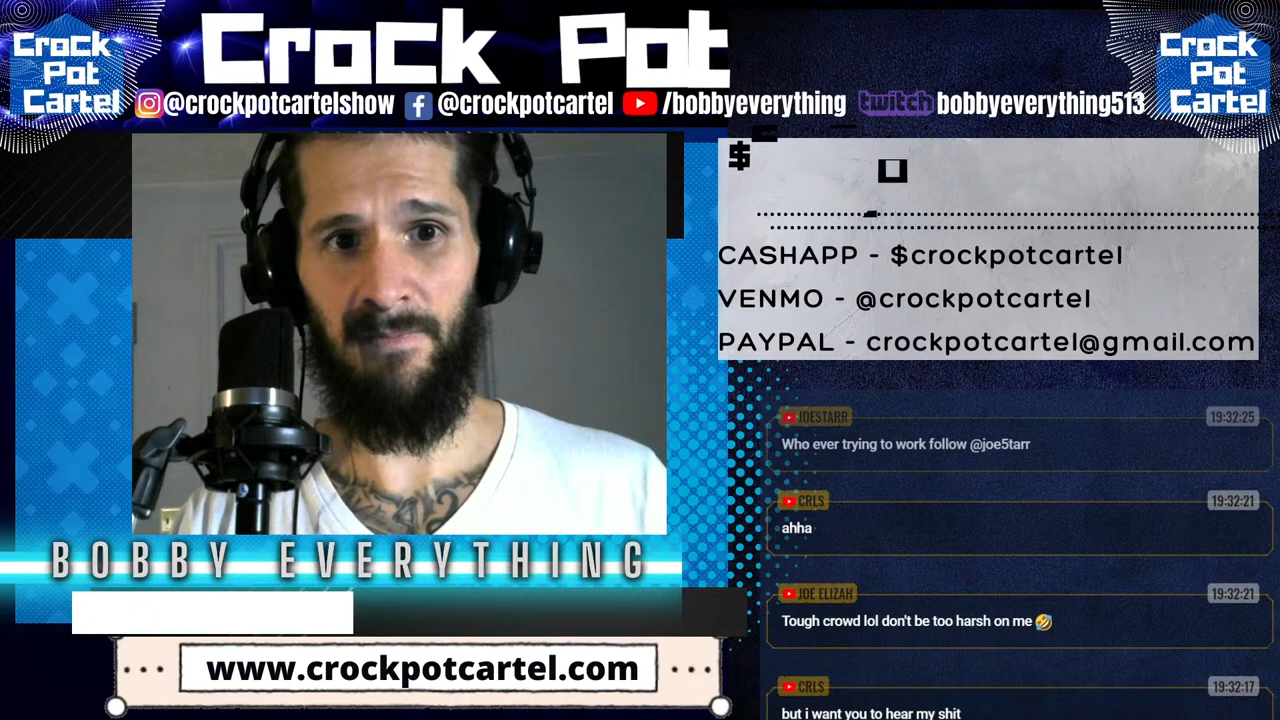 Crock Pot
Crock
Pot
Cartel
@crockpotcartelshow @crockpotcartel /bobbyeverything twitch bobbyeverything513
Crock
Pot
Cartel
$
CASHAPP - $crockpotcartel
VENMO - @crockpotcartel
PAYPAL - crockpotcartel@gmail.com
JOESTARR 19:32:25
Who ever trying to work follow @joe5tarr
CRLS 19:32:21
ahha
JOE ELIZAH 19:32:21
Tough crowd lol don't be too harsh on me 🤣
CRLS 19:32:17
but i want you to hear my shit
BOBBY EVERYTHING
www.crockpotcartel.com